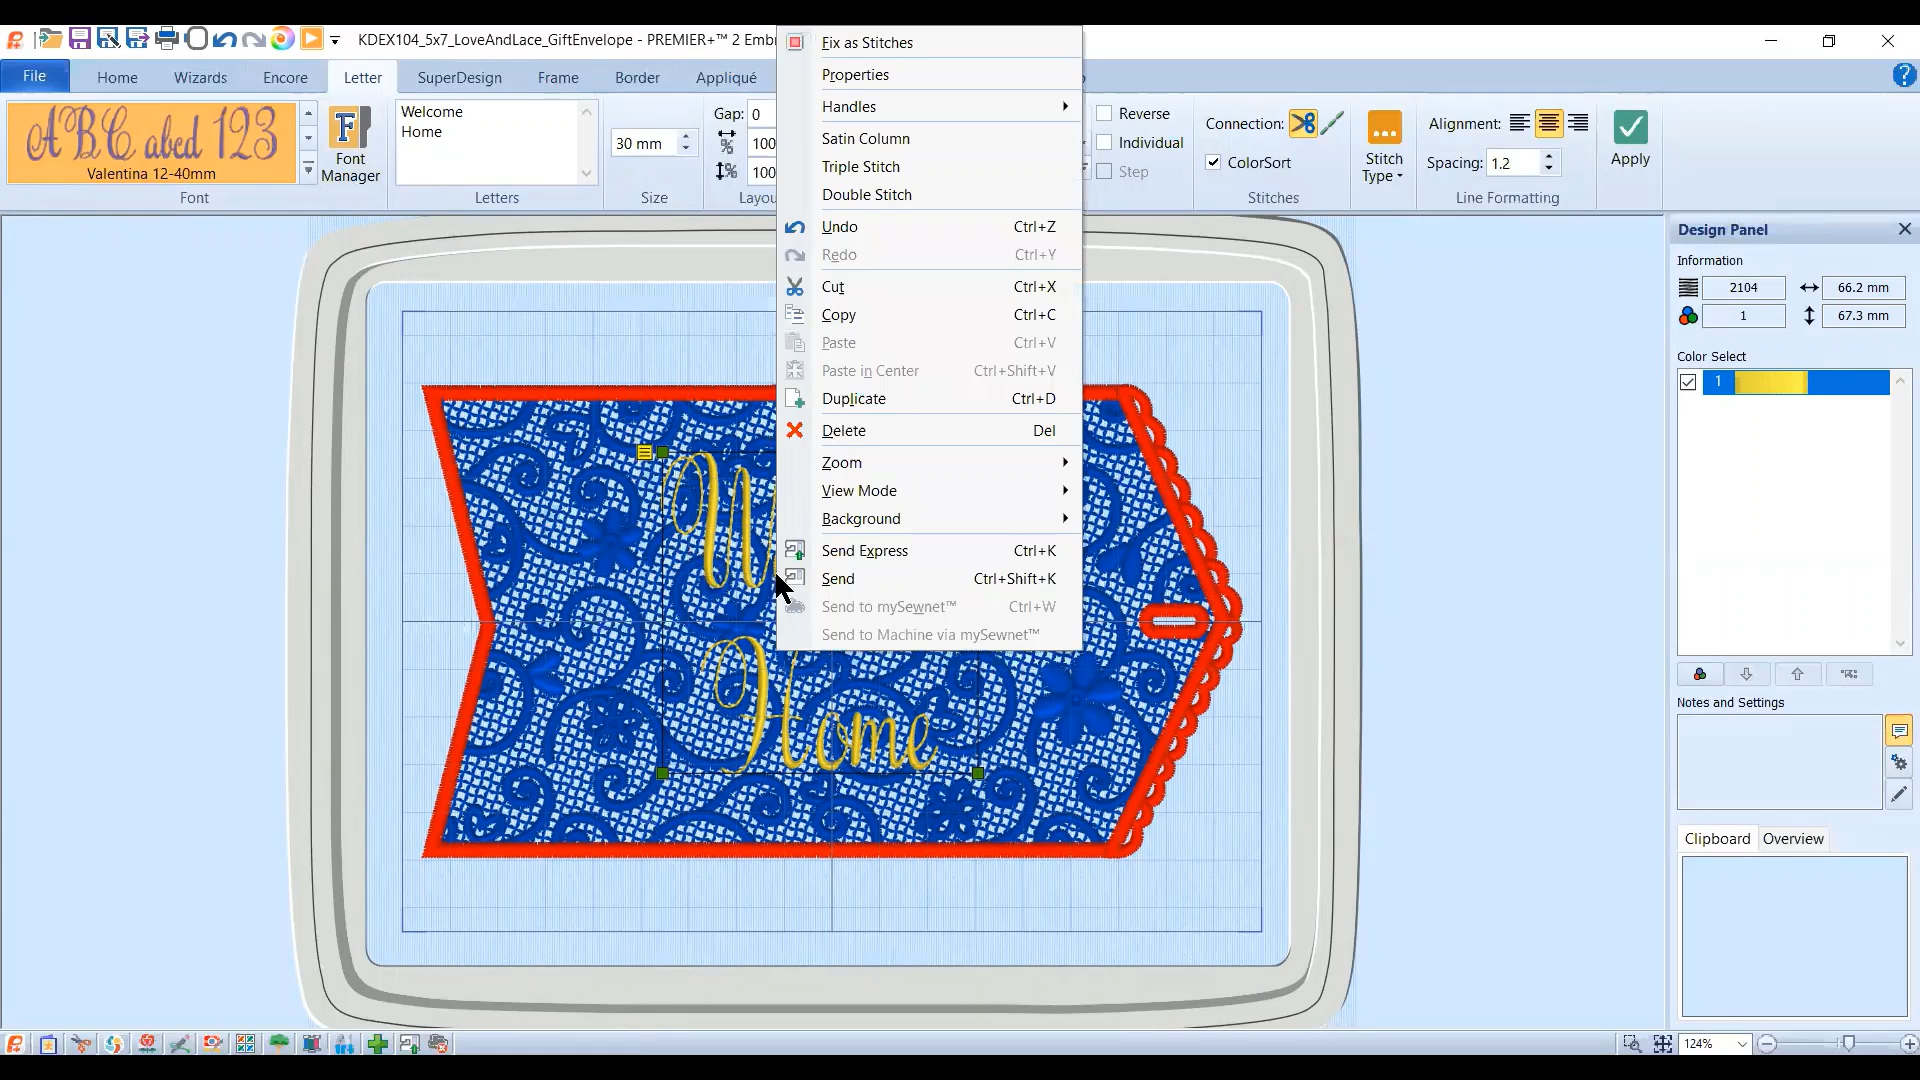 KDEX104_5x7_LoveAndLace_GiftEnvelope - PREMIER+™ 2 Emb
File
Home
Wizards
Encore
Letter
SuperDesign
Frame
Border
Appliqué
ABC abcd 123
Valentina 12-40mm
Font Manager
Font
Welcome
Home
Letters
30 mm
Size
Gap: 0
100
100
Layou
Reverse
Individual
Step
Connection:
ColorSort
Stitches
Stitch Type
Alignment:
Spacing: 1.2
Line Formatting
Apply
Fix as Stitches
Properties
Handles
Satin Column
Triple Stitch
Double Stitch
Undo Ctrl+Z
Redo Ctrl+Y
Cut Ctrl+X
Copy Ctrl+C
Paste Ctrl+V
Paste in Center Ctrl+Shift+V
Duplicate Ctrl+D
Delete Del
Zoom
View Mode
Background
Send Express Ctrl+K
Send Ctrl+Shift+K
Send to mySewnet™ Ctrl+W
Send to Machine via mySewnet™
W
Home
Design Panel
Information
2104 66.2 mm
1 67.3 mm
Color Select
1
Notes and Settings
Clipboard Overview
124%